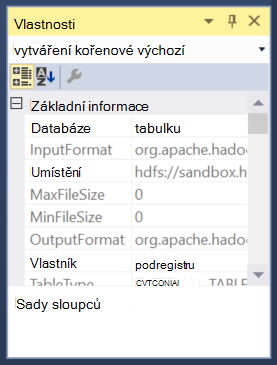 Vlastnosti
vytváření kořenové výchozí
Základní informace
Databáze tabulku
InputFormat org.apache.hado
Umístění hdfs://sandbox.h
MaxFileSize 0
MinFileSize 0
OutputFormat org.apache.hado
Vlastník podregistru
TableType TABLE
Sady sloupců